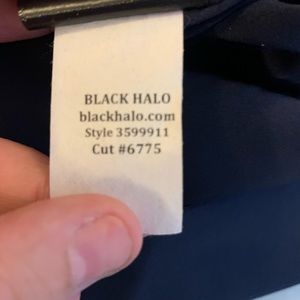 BLACK HALO
blackhalo.com
Style 3599911
Cut #6775